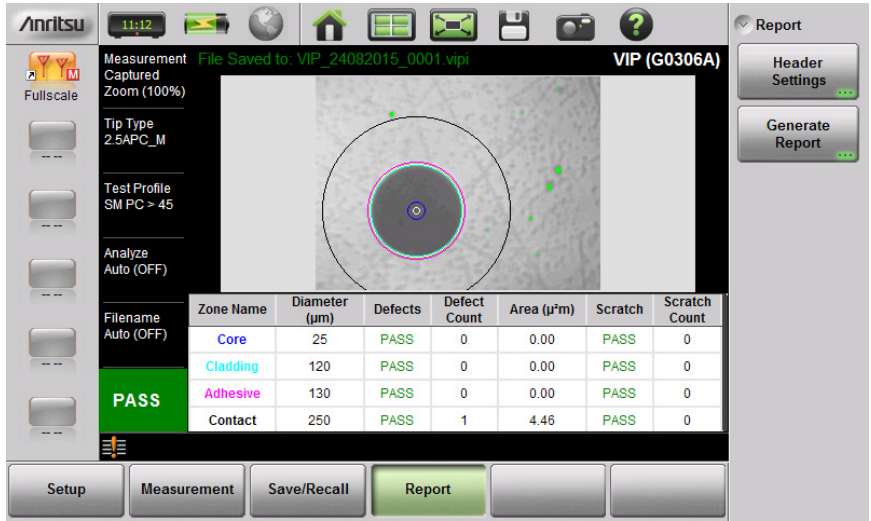 Anritsu
11:12
?
Report
Header
Settings
Generate
Report
M
Fullscale
-- --
-- --
-- --
-- --
-- --
Measurement
Captured
Zoom (100%)
Tip Type
2.5APC_M
Test Profile
SM PC > 45
Analyze
Auto (OFF)
Filename
Auto (OFF)
PASS
File Saved to: VIP_24082015_0001.vipi
VIP (G0306A)
Zone Name Diameter (µm) Defects Defect Count Area (µ²m) Scratch Scratch Count
Core 25 PASS 0 0.00 PASS 0
Cladding 120 PASS 0 0.00 PASS 0
Adhesive 130 PASS 0 0.00 PASS 0
Contact 250 PASS 1 4.46 PASS 0
Setup Measurement Save/Recall Report